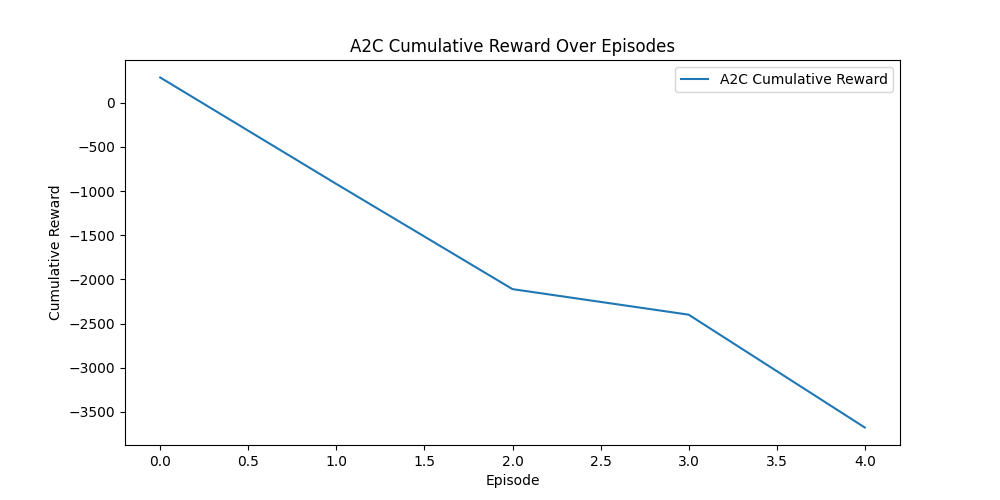 A2C Cumulative Reward Over Episodes
A2C Cumulative Reward
Cumulative Reward
0
−500
−1000
−1500
−2000
−2500
−3000
−3500
0.0 0.5 1.0 1.5 2.0 2.5 3.0 3.5 4.0
Episode